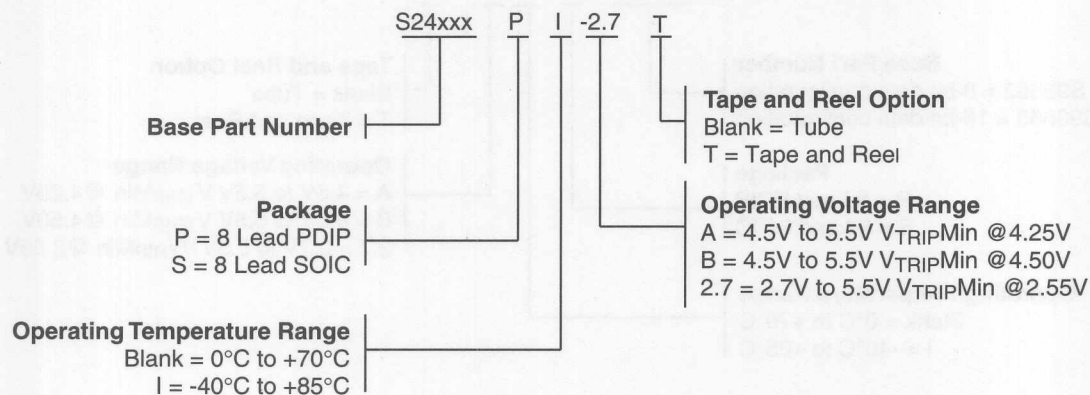 S24xxx P I -2.7 T
Base Part Number
Tape and Reel Option
Blank = Tube
T = Tape and Reel
Package
P = 8 Lead PDIP
S = 8 Lead SOIC
Operating Voltage Range
A = 4.5V to 5.5V VTRIPMin @4.25V
B = 4.5V to 5.5V VTRIPMin @4.50V
2.7 = 2.7V to 5.5V VTRIPMin @2.55V
Operating Temperature Range
Blank = 0°C to +70°C
I = -40°C to +85°C